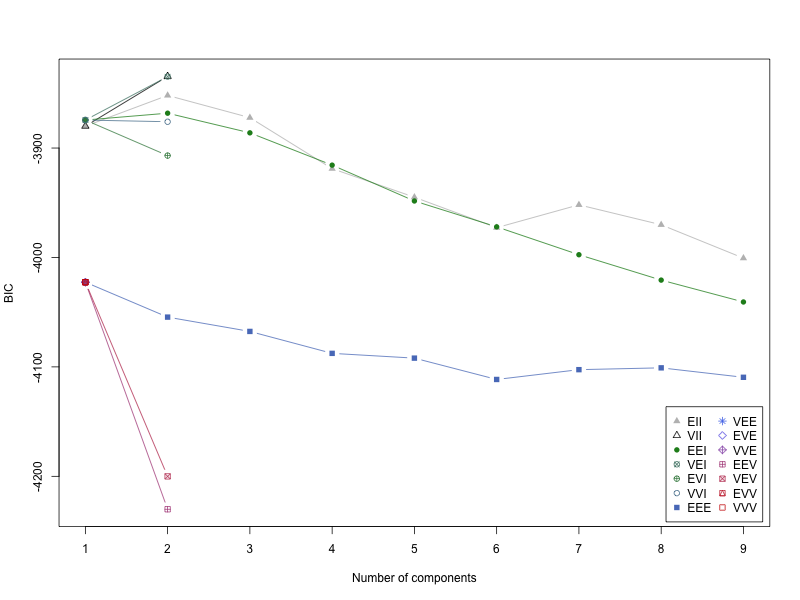 BIC
-3900
-4000
-4100
-4200
EII VEE
VII EVE
EEI VVE
VEI EEV
EVI VEV
VVI EVV
EEE VVV
1 2 3 4 5 6 7 8 9
Number of components